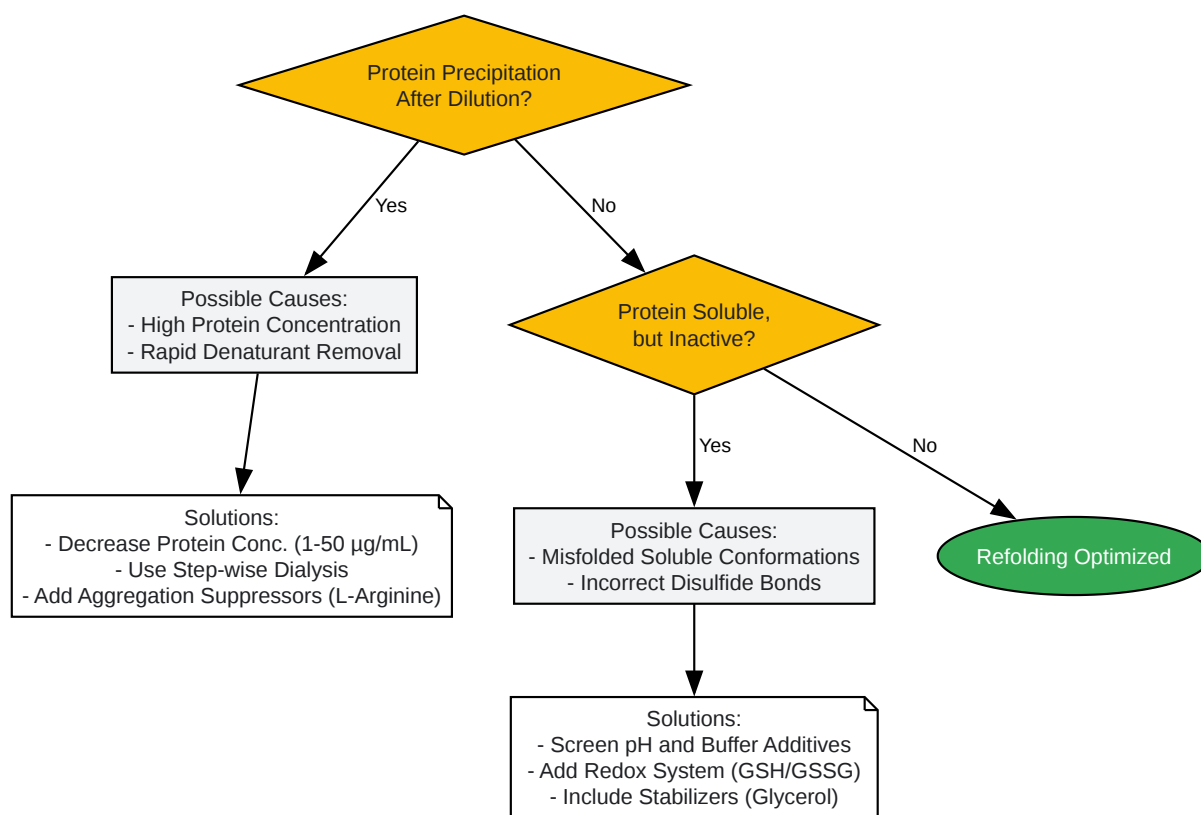 Protein Precipitation
After Dilution?
Yes
No
Possible Causes:
- High Protein Concentration
- Rapid Denaturant Removal
Protein Soluble,
but Inactive?
Yes
No
Solutions:
- Decrease Protein Conc. (1-50 µg/mL)
- Use Step-wise Dialysis
- Add Aggregation Suppressors (L-Arginine)
Possible Causes:
- Misfolded Soluble Conformations
- Incorrect Disulfide Bonds
Refolding Optimized
Solutions:
- Screen pH and Buffer Additives
- Add Redox System (GSH/GSSG)
- Include Stabilizers (Glycerol)